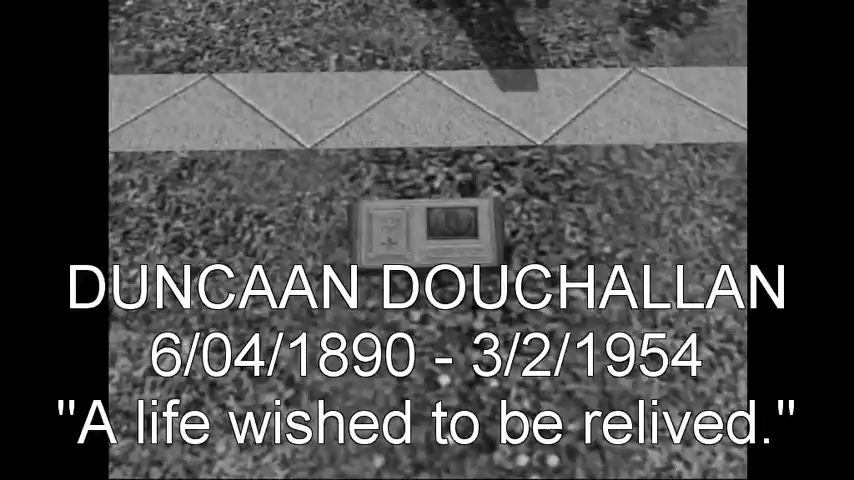 DUNCAAN DOUCHALLAN
6/04/1890 - 3/2/1954
"A life wished to be relived."